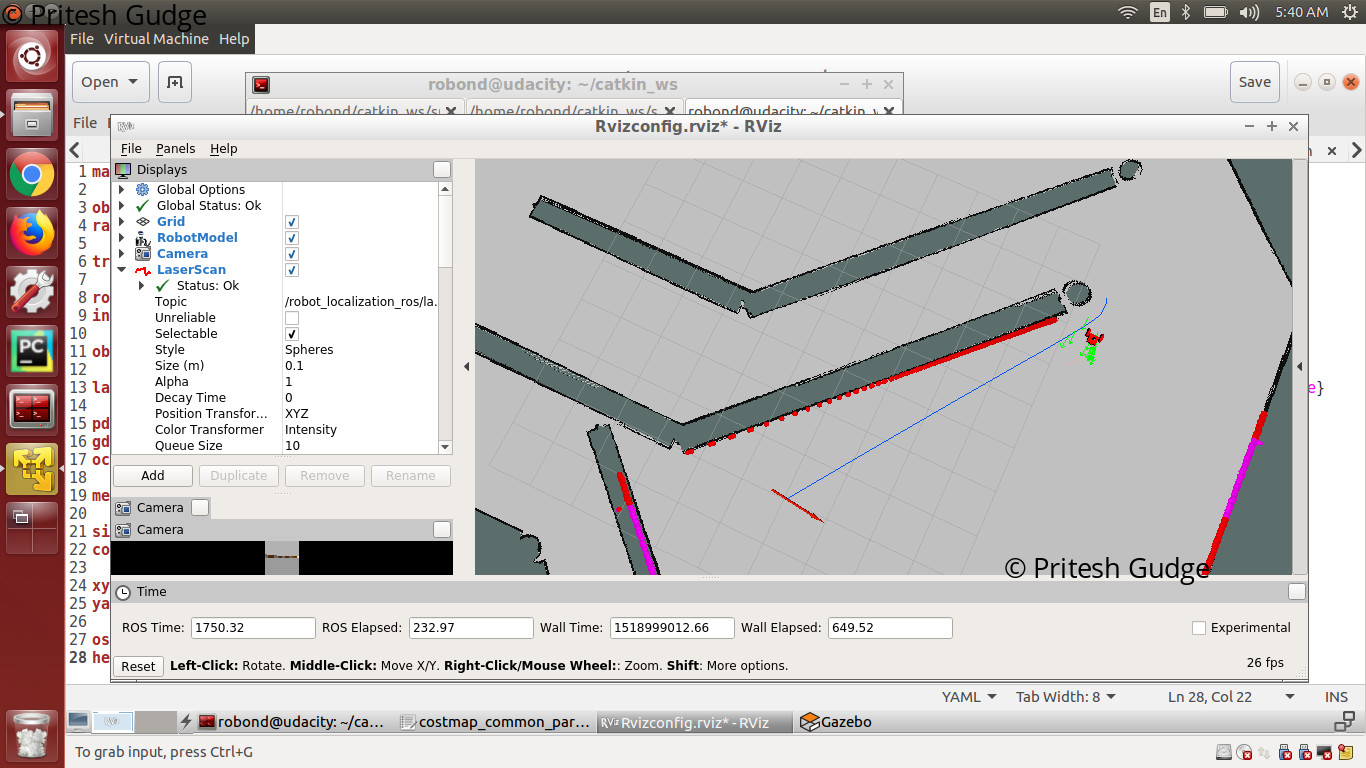 © Pritesh Gudge
En
5:40 AM
File Virtual Machine Help
Open
Save
robond@udacity: ~/catkin_ws
/home/robond/catkin_ws/s
/home/robond/catkin_ws/s
robond@udacity: ~/catkin_w
File
Rvizconfig.rviz* - RViz
File Panels Help
Displays
Global Options
Global Status: Ok
Grid
RobotModel
Camera
LaserScan
Status: Ok
Topic /robot_localization_ros/la.
Unreliable
Selectable
Style Spheres
Size (m) 0.1
Alpha 1
Decay Time 0
Position Transfor... XYZ
Color Transformer Intensity
Queue Size 10
Add Duplicate Remove Rename
Camera
Camera
1 ma
2
3 ob
4 ra
5
6 tr
7
8 ro
9 in
10
11 ob
12
13 la
e}
14
15 pd
16 gd
17 oc
18
19 me
20
21 si
22 co
23
24 xy
25 ya
26
27 os
28 he
© Pritesh Gudge
Time
ROS Time: 1750.32 ROS Elapsed: 232.97 Wall Time: 1518999012.66 Wall Elapsed: 649.52 Experimental
Reset Left-Click: Rotate. Middle-Click: Move X/Y. Right-Click/Mouse Wheel:: Zoom. Shift: More options. 26 fps
YAML Tab Width: 8 Ln 28, Col 22 INS
robond@udacity: ~/ca... costmap_common_par... Rvizconfig.rviz* - RViz Gazebo
To grab input, press Ctrl+G